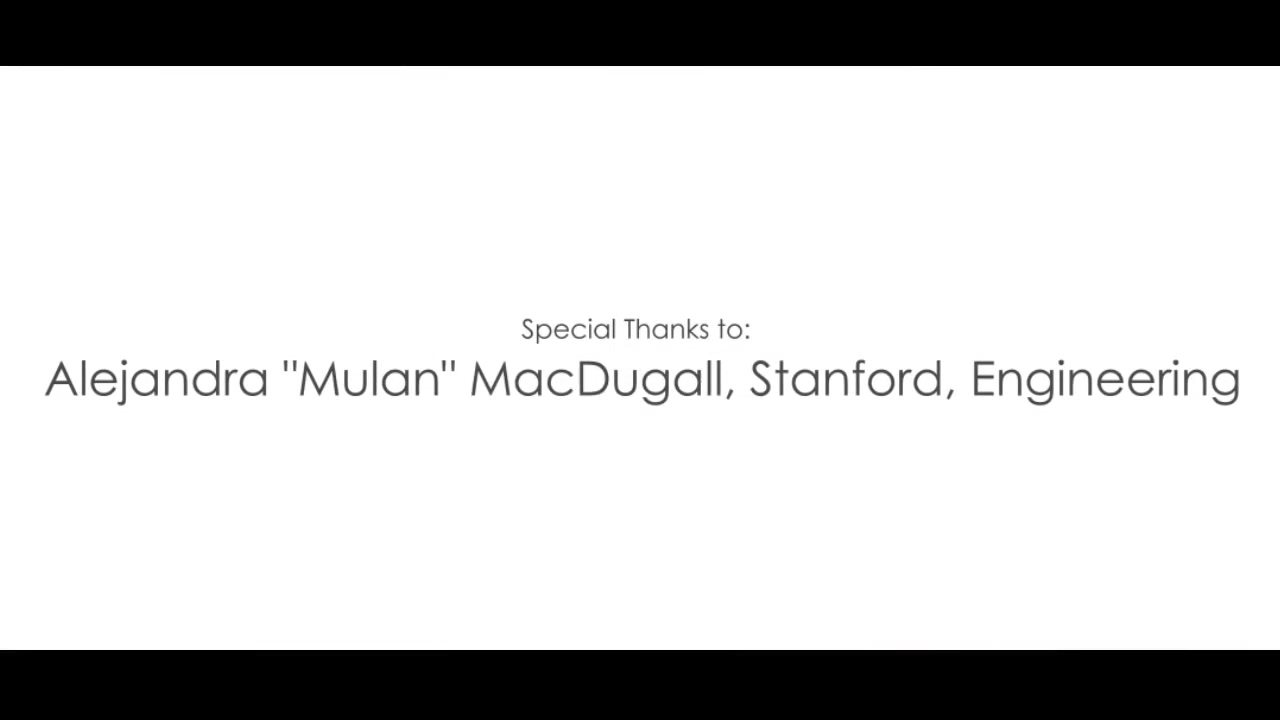 Special Thanks to:
Alejandra "Mulan" MacDugall, Stanford, Engineering